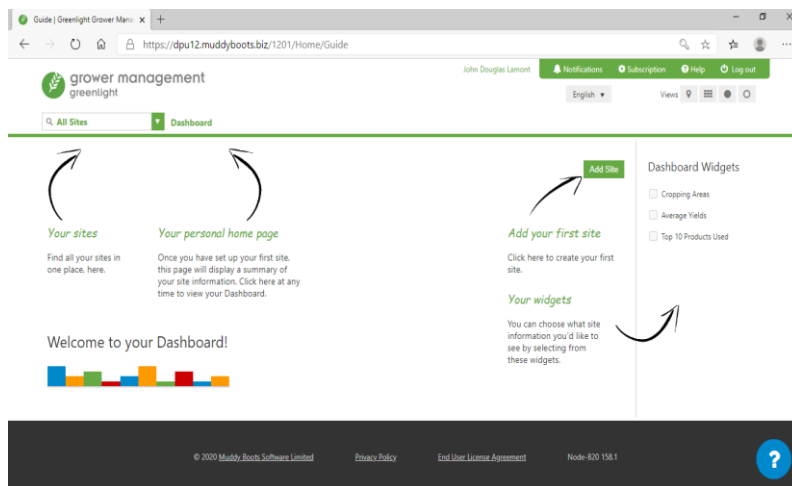 Guide | Greenlight Grower Mana
https://dpu12.muddyboots.biz/1201/Home/Guide
grower management
greenlight
John Douglas Lamont
Notifications
Subscription
Help
Log out
English
Views
All Sites
Dashboard
Add Site
Dashboard Widgets
Cropping Areas
Average Yields
Top 10 Products Used
Your sites
Find all your sites in
one place, here.
Your personal home page
Once you have set up your first site,
this page will display a summary of
your site information. Click here at any
time to view your Dashboard.
Add your first site
Click here to create your first
site.
Your widgets
You can choose what site
information you'd like to
see by selecting from
these widgets.
Welcome to your Dashboard!
© 2020 Muddy Boots Software Limited
Privacy Policy
End User License Agreement
Node-820 158.1
?